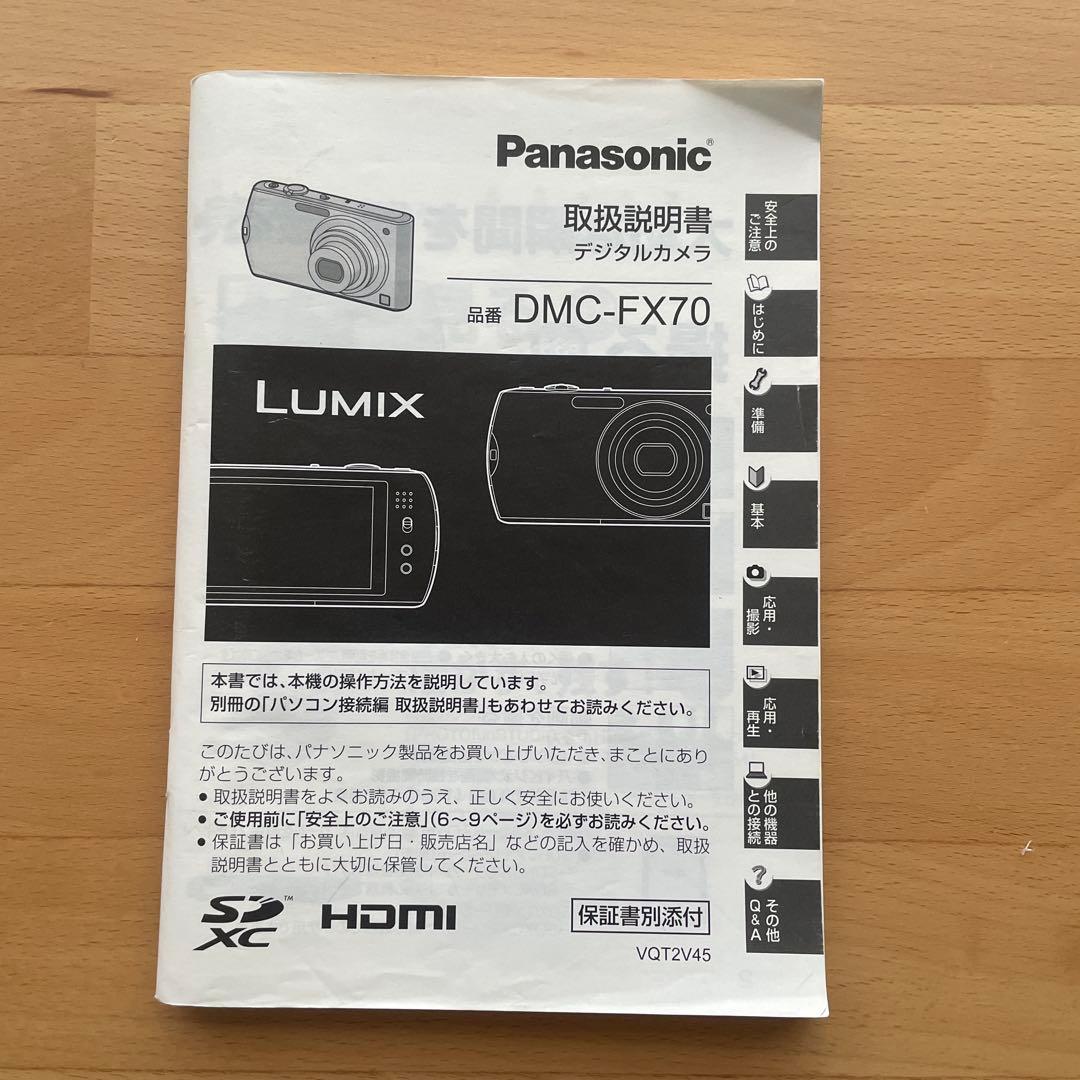 Panasonic®
取扱説明書
デジタルカメラ
品番 DMC-FX70
LUMIX
本書では、本機の操作方法を説明しています。
別冊の「パソコン接続編 取扱説明書」もあわせてお読みください。
このたびは、パナソニック製品をお買い上げいただき、まことにあり
がとうございます。
● 取扱説明書をよくお読みのうえ、正しく安全にお使いください。
● ご使用前に「安全上のご注意」(6～9ページ)を必ずお読みください。
● 保証書は「お買い上げ日・販売店名」などの記入を確かめ、取扱
説明書とともに大切に保管してください。
SD™
XC
HDMI
保証書別添付
VQT2V45
安全上の
ご注意
はじめに
準備
基本
応用・
撮影
応用・
再生
他の機器
との接続
?
その他
Q&A